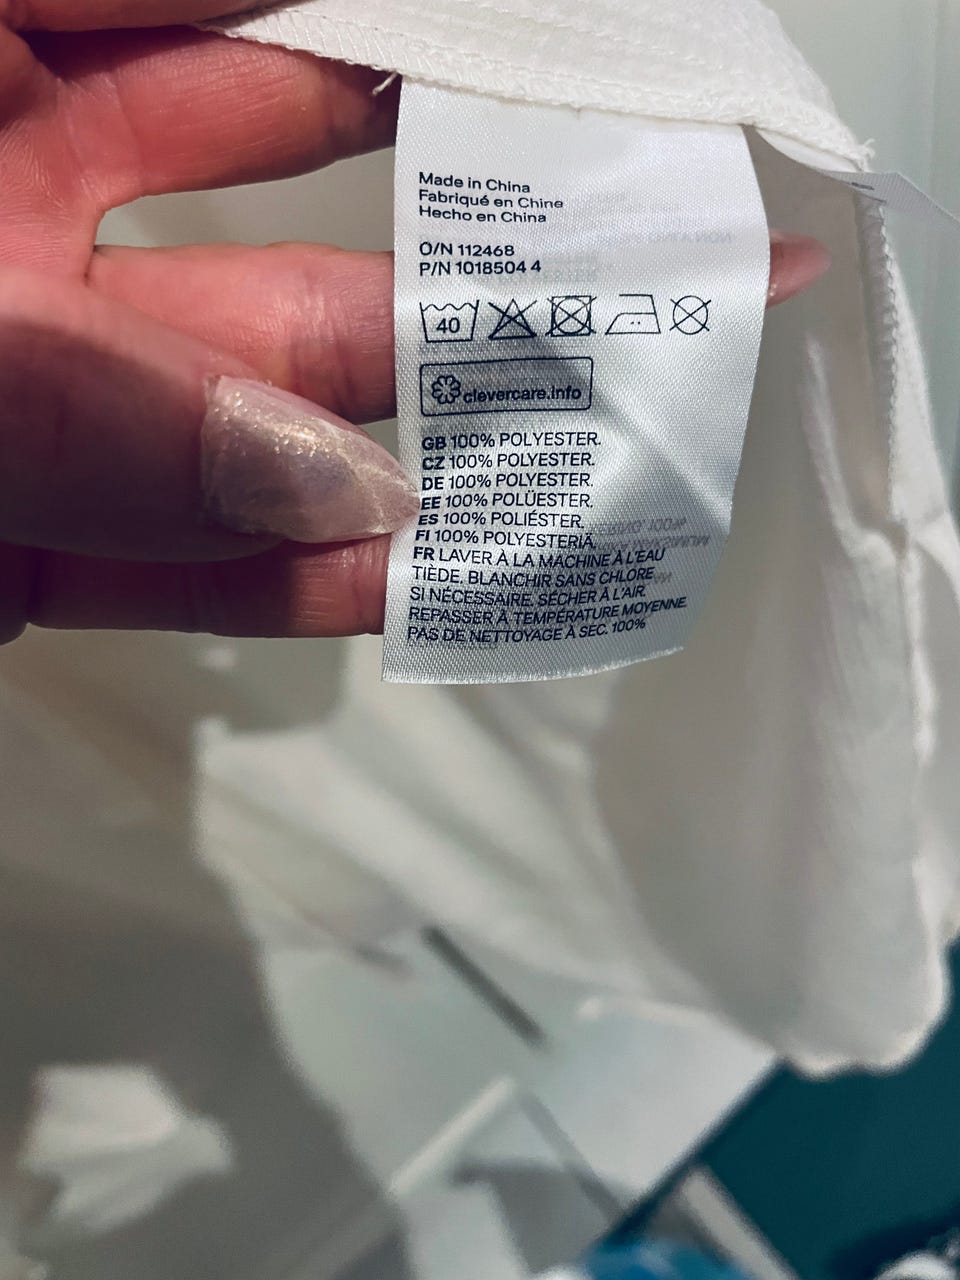 Made in China
Fabriqué en Chine
Hecho en China
O/N 112468
P/N 1018504 4
40
clevercare.info
GB 100% POLYESTER.
CZ 100% POLYESTER.
DE 100% POLYESTER.
EE 100% POLÜESTER.
ES 100% POLIÉSTER.
FI 100% POLYESTERIÄ.
FR LAVER À LA MACHINE À L'EAU
TIÈDE. BLANCHIR SANS CHLORE
SI NÉCESSAIRE. SÉCHER À L'AIR.
REPASSER À TEMPÉRATURE MOYENNE.
PAS DE NETTOYAGE À SEC. 100%